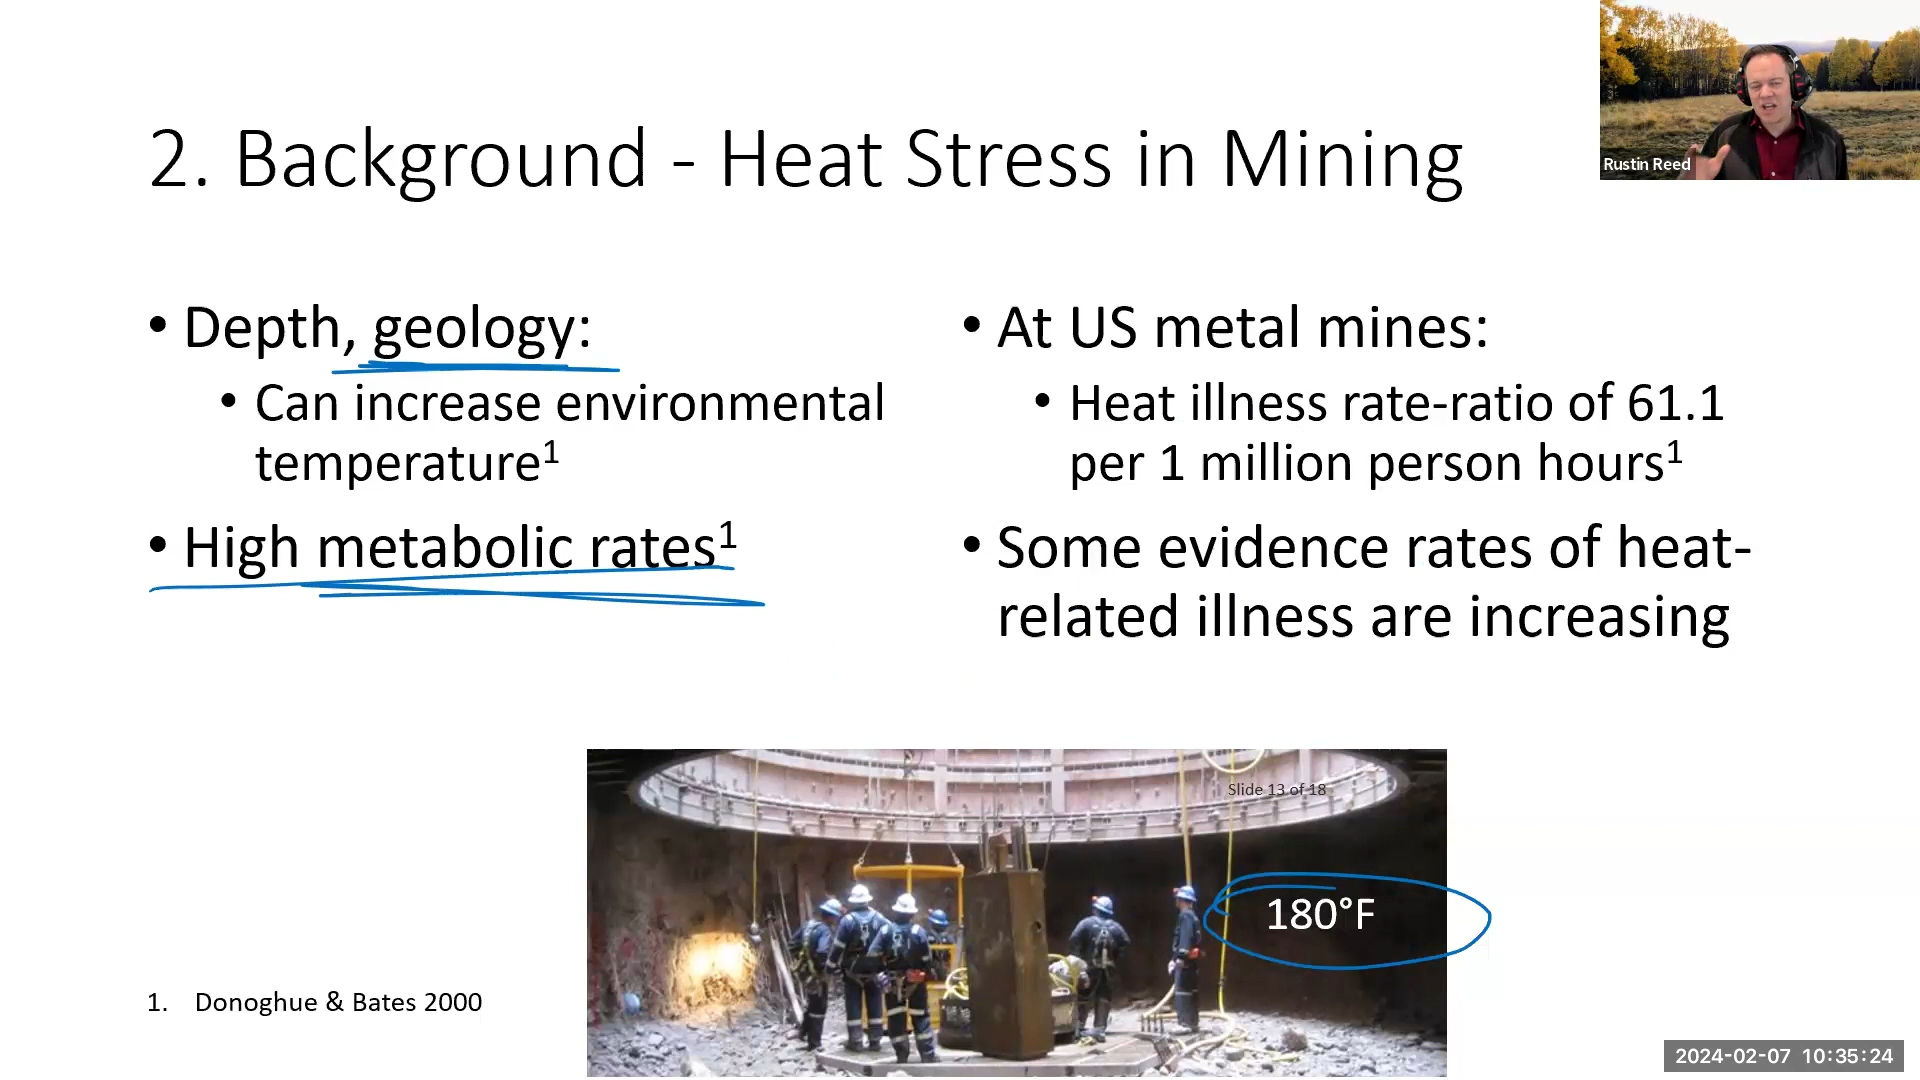 Rustin Reed
2. Background - Heat Stress in Mining
• Depth, geology:
• Can increase environmental
temperature1
• High metabolic rates1
• At US metal mines:
• Heat illness rate-ratio of 61.1
per 1 million person hours1
• Some evidence rates of heat-
related illness are increasing
Slide 13 of 18
180°F
1. Donoghue & Bates 2000
2024-02-07 10:35:24